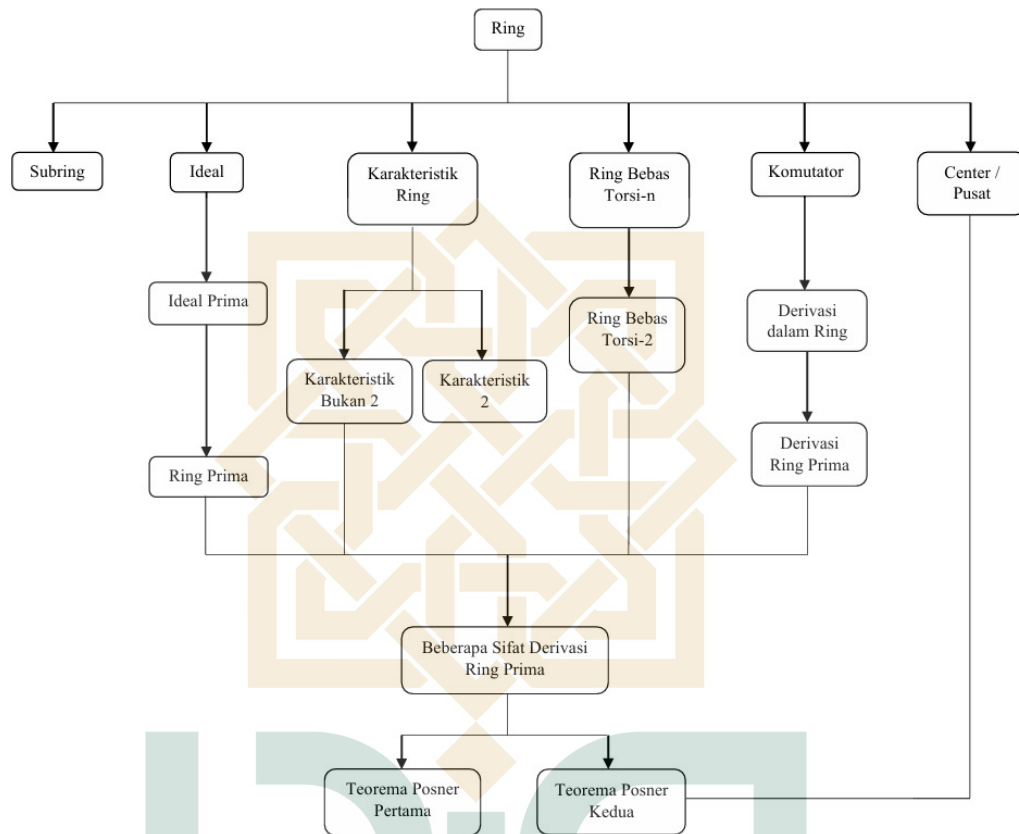 Ring
Subring
Ideal
Karakteristik
Ring
Ring Bebas
Torsi-n
Komutator
Center /
Pusat
Ideal Prima
Ring Bebas
Torsi-2
Derivasi
dalam Ring
Karakteristik
Bukan 2
Karakteristik
2
Derivasi
Ring Prima
Ring Prima
Beberapa Sifat Derivasi
Ring Prima
Teorema Posner
Pertama
Teorema Posner
Kedua